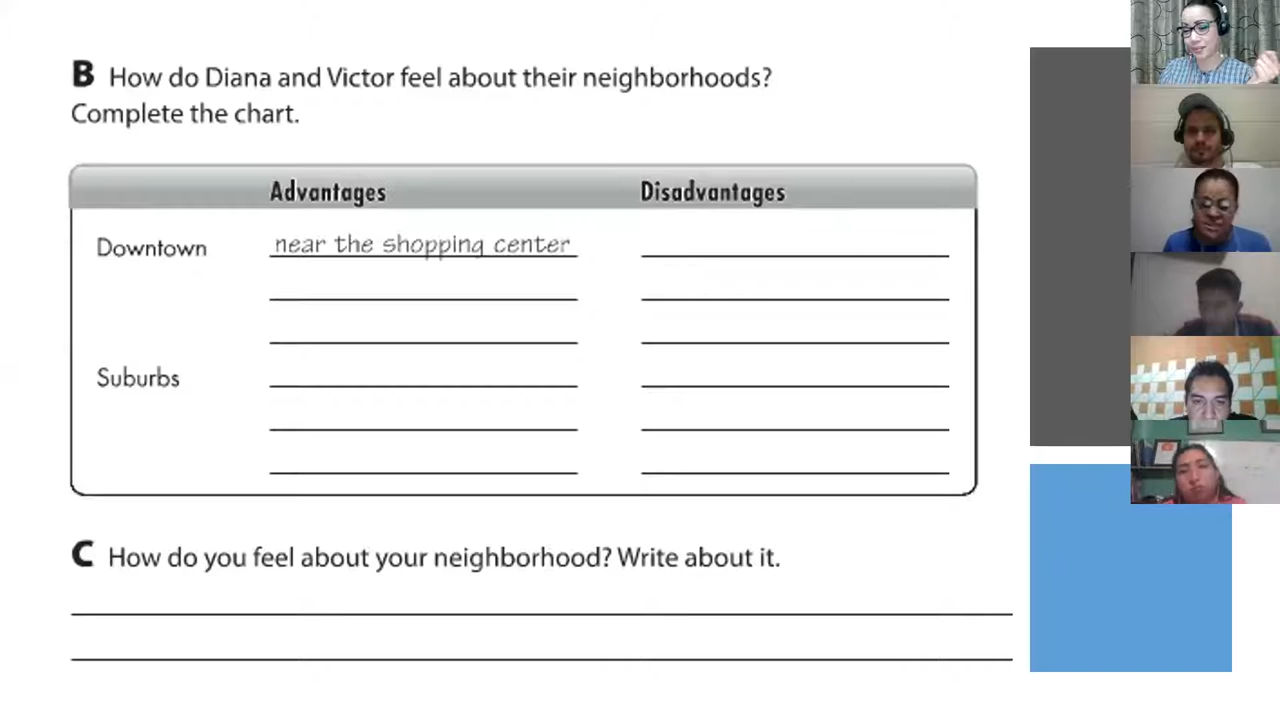 B How do Diana and Victor feel about their neighborhoods?
Complete the chart.
Advantages Disadvantages
Downtown near the shopping center
Suburbs
C How do you feel about your neighborhood? Write about it.